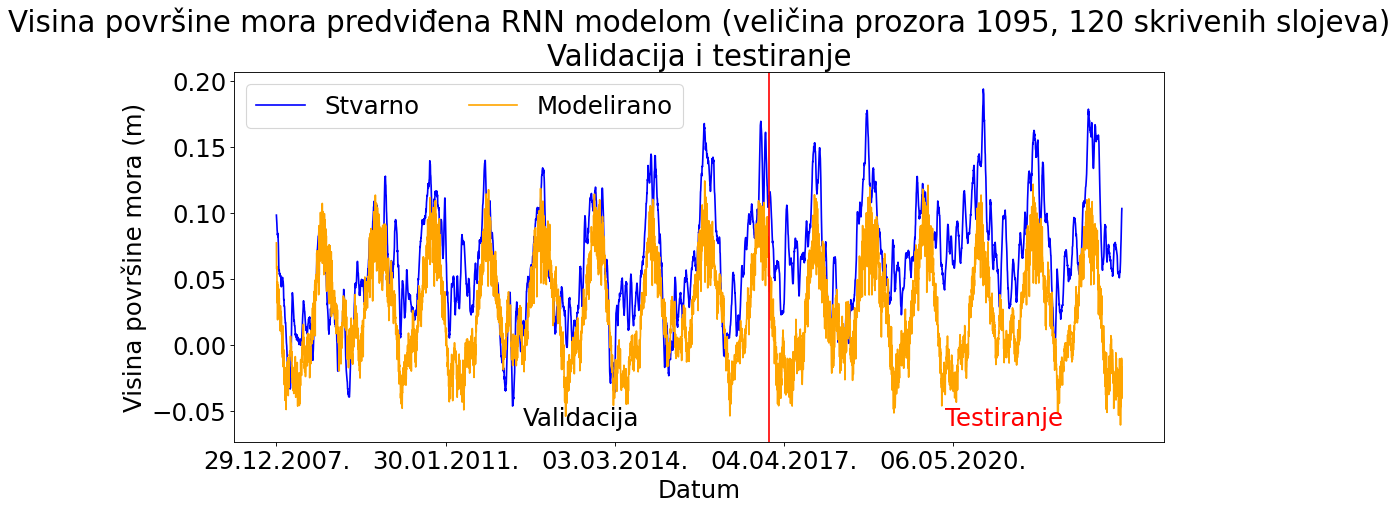 Visina površine mora predviđena RNN modelom (veličina prozora 1095, 120 skrivenih slojeva)
Validacija i testiranje
Stvarno
Modelirano
Visina površine mora (m)
0.20
0.15
0.10
0.05
0.00
−0.05
Validacija
Testiranje
29.12.2007.
30.01.2011.
03.03.2014.
04.04.2017.
06.05.2020.
Datum